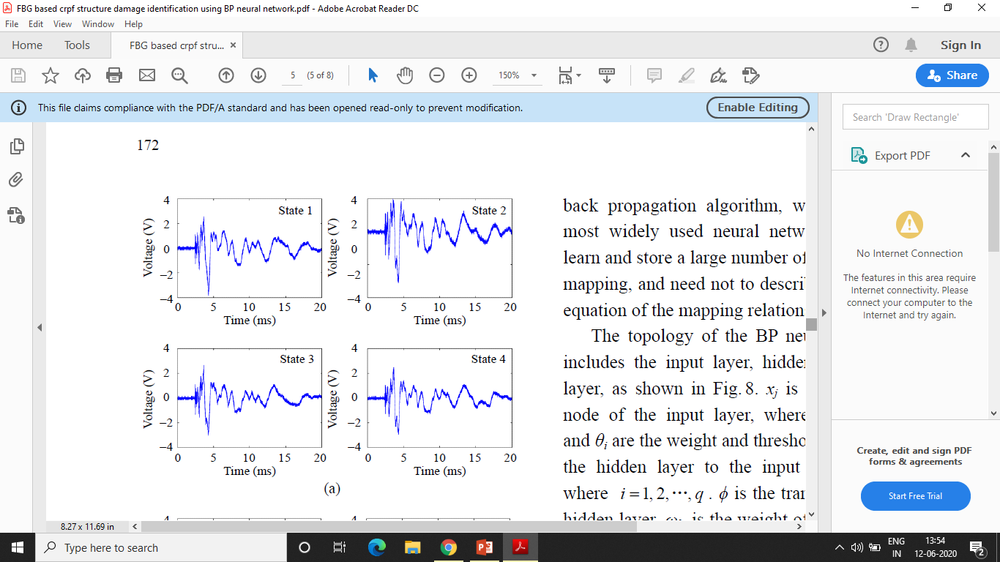 FBG based crpf structure damage identification using BP neural network.pdf - Adobe Acrobat Reader DC
File Edit View Window Help
Home Tools FBG based crpf stru... × Sign In
5 (5 of 8) 150% Share
This file claims compliance with the PDF/A standard and has been opened read-only to prevent modification. Enable Editing
Search 'Draw Rectangle'
Export PDF
No Internet Connection
The features in this area require
Internet connectivity. Please
connect your computer to the
Internet and try again.
Create, edit and sign PDF
forms & agreements
Start Free Trial
172
4
2
0
−2
−4
Voltage (V)
State 1
0 5 10 15 20
Time (ms)
4
2
0
−2
−4
Voltage (V)
State 2
0 5 10 15 20
Time (ms)
4
2
0
−2
−4
Voltage (V)
State 3
0 5 10 15 20
Time (ms)
4
2
0
−2
−4
Voltage (V)
State 4
0 5 10 15 20
Time (ms)
(a)
back propagation algorithm, w
most widely used neural netw
learn and store a large number of
mapping, and need not to descri
equation of the mapping relation
The topology of the BP neu
includes the input layer, hidden
layer, as shown in Fig. 8. xj is
node of the input layer, where
and θi are the weight and thresho
the hidden layer to the input
where i = 1, 2, ⋯, q . ϕ is the tran
hidden layer is the weight of
8.27 x 11.69 in
Type here to search
ENG
IN
13:54
12-06-2020
2